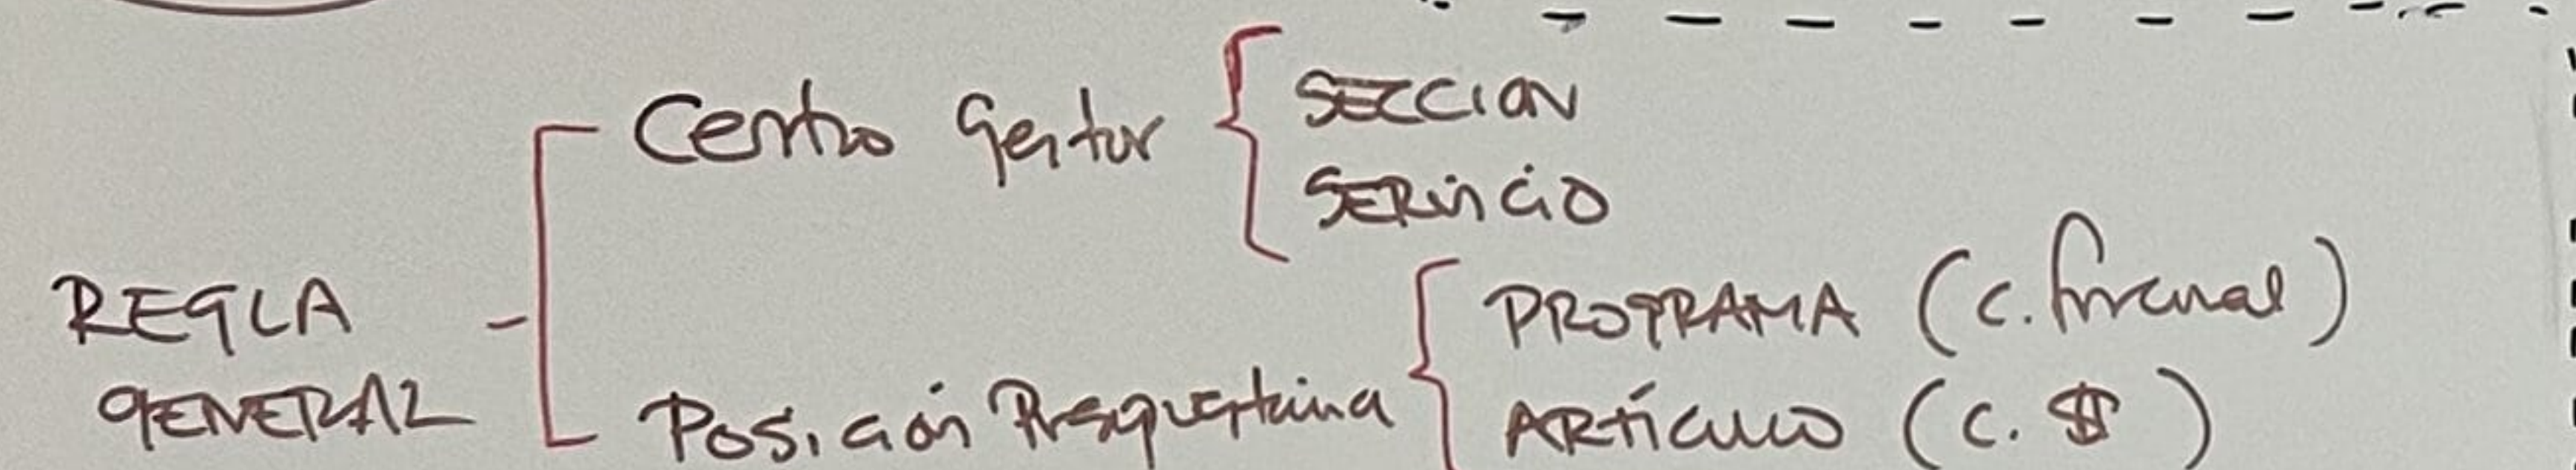 Centro Gestor
SECCION
SERVICIO
REGLA
GENERAL
Posición Presupuestaria
PROGRAMA (c. funcional)
ARTÍCULO (c. $)